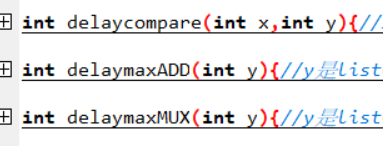 int delaycompare(int x,int y){//
int delaymaxADD(int y){//y是list
int delaymaxMUX(int y){//y是list